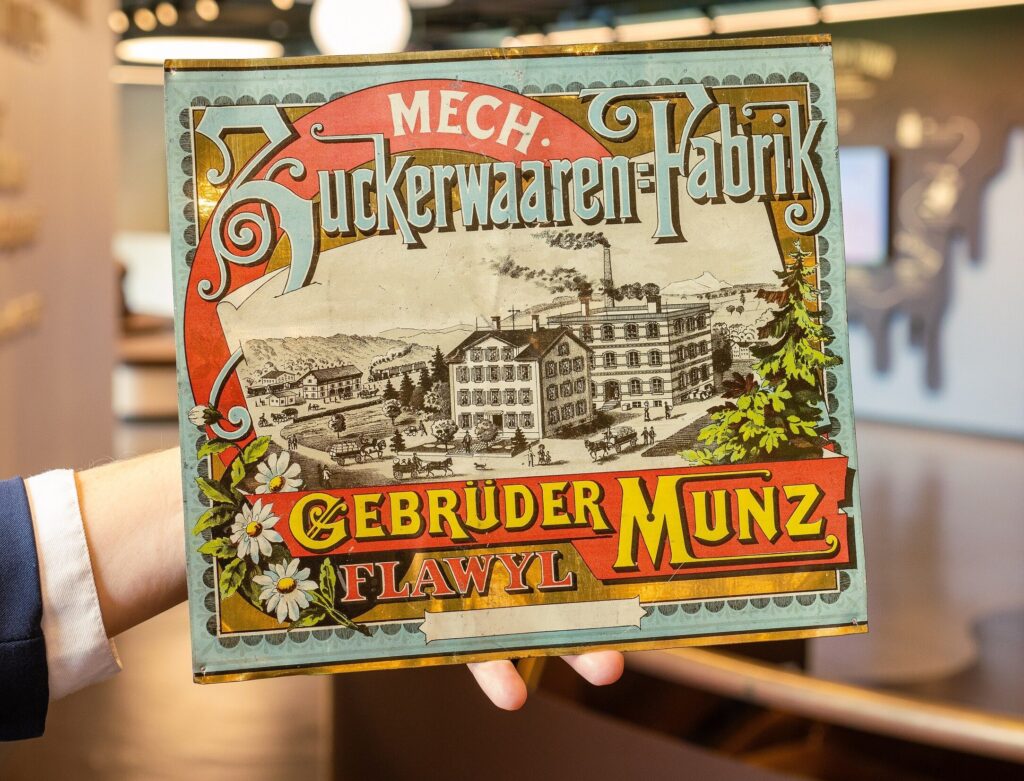 MECH.
Zuckerwaaren=Fabrik
GEBRÜDER MUNZ
FLAWYL